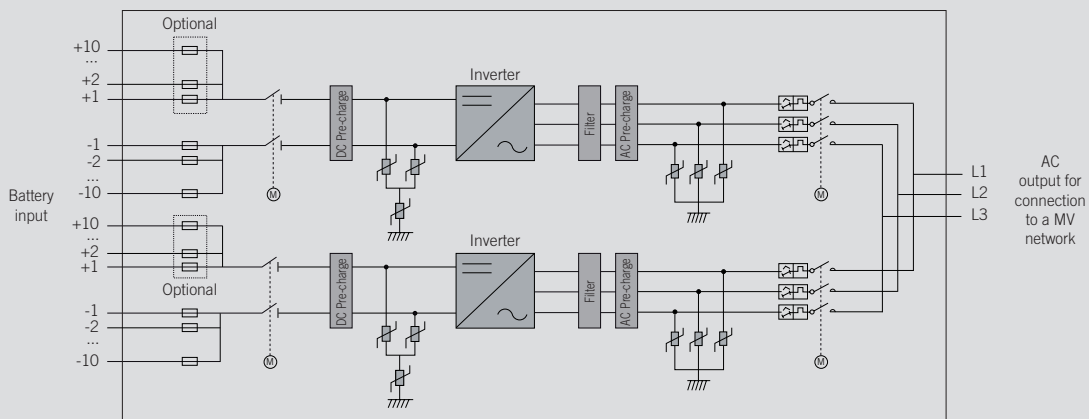 Optional
+10
...
+2
+1
-1
-2
...
-10
Battery
input
DC Pre-charge
Inverter
Filter
AC Pre-charge
M
M
L1
L2
L3
AC
output for
connection
to a MV
network
+10
...
+2
+1
Optional
-1
-2
...
-10
DC Pre-charge
Inverter
Filter
AC Pre-charge
M
M